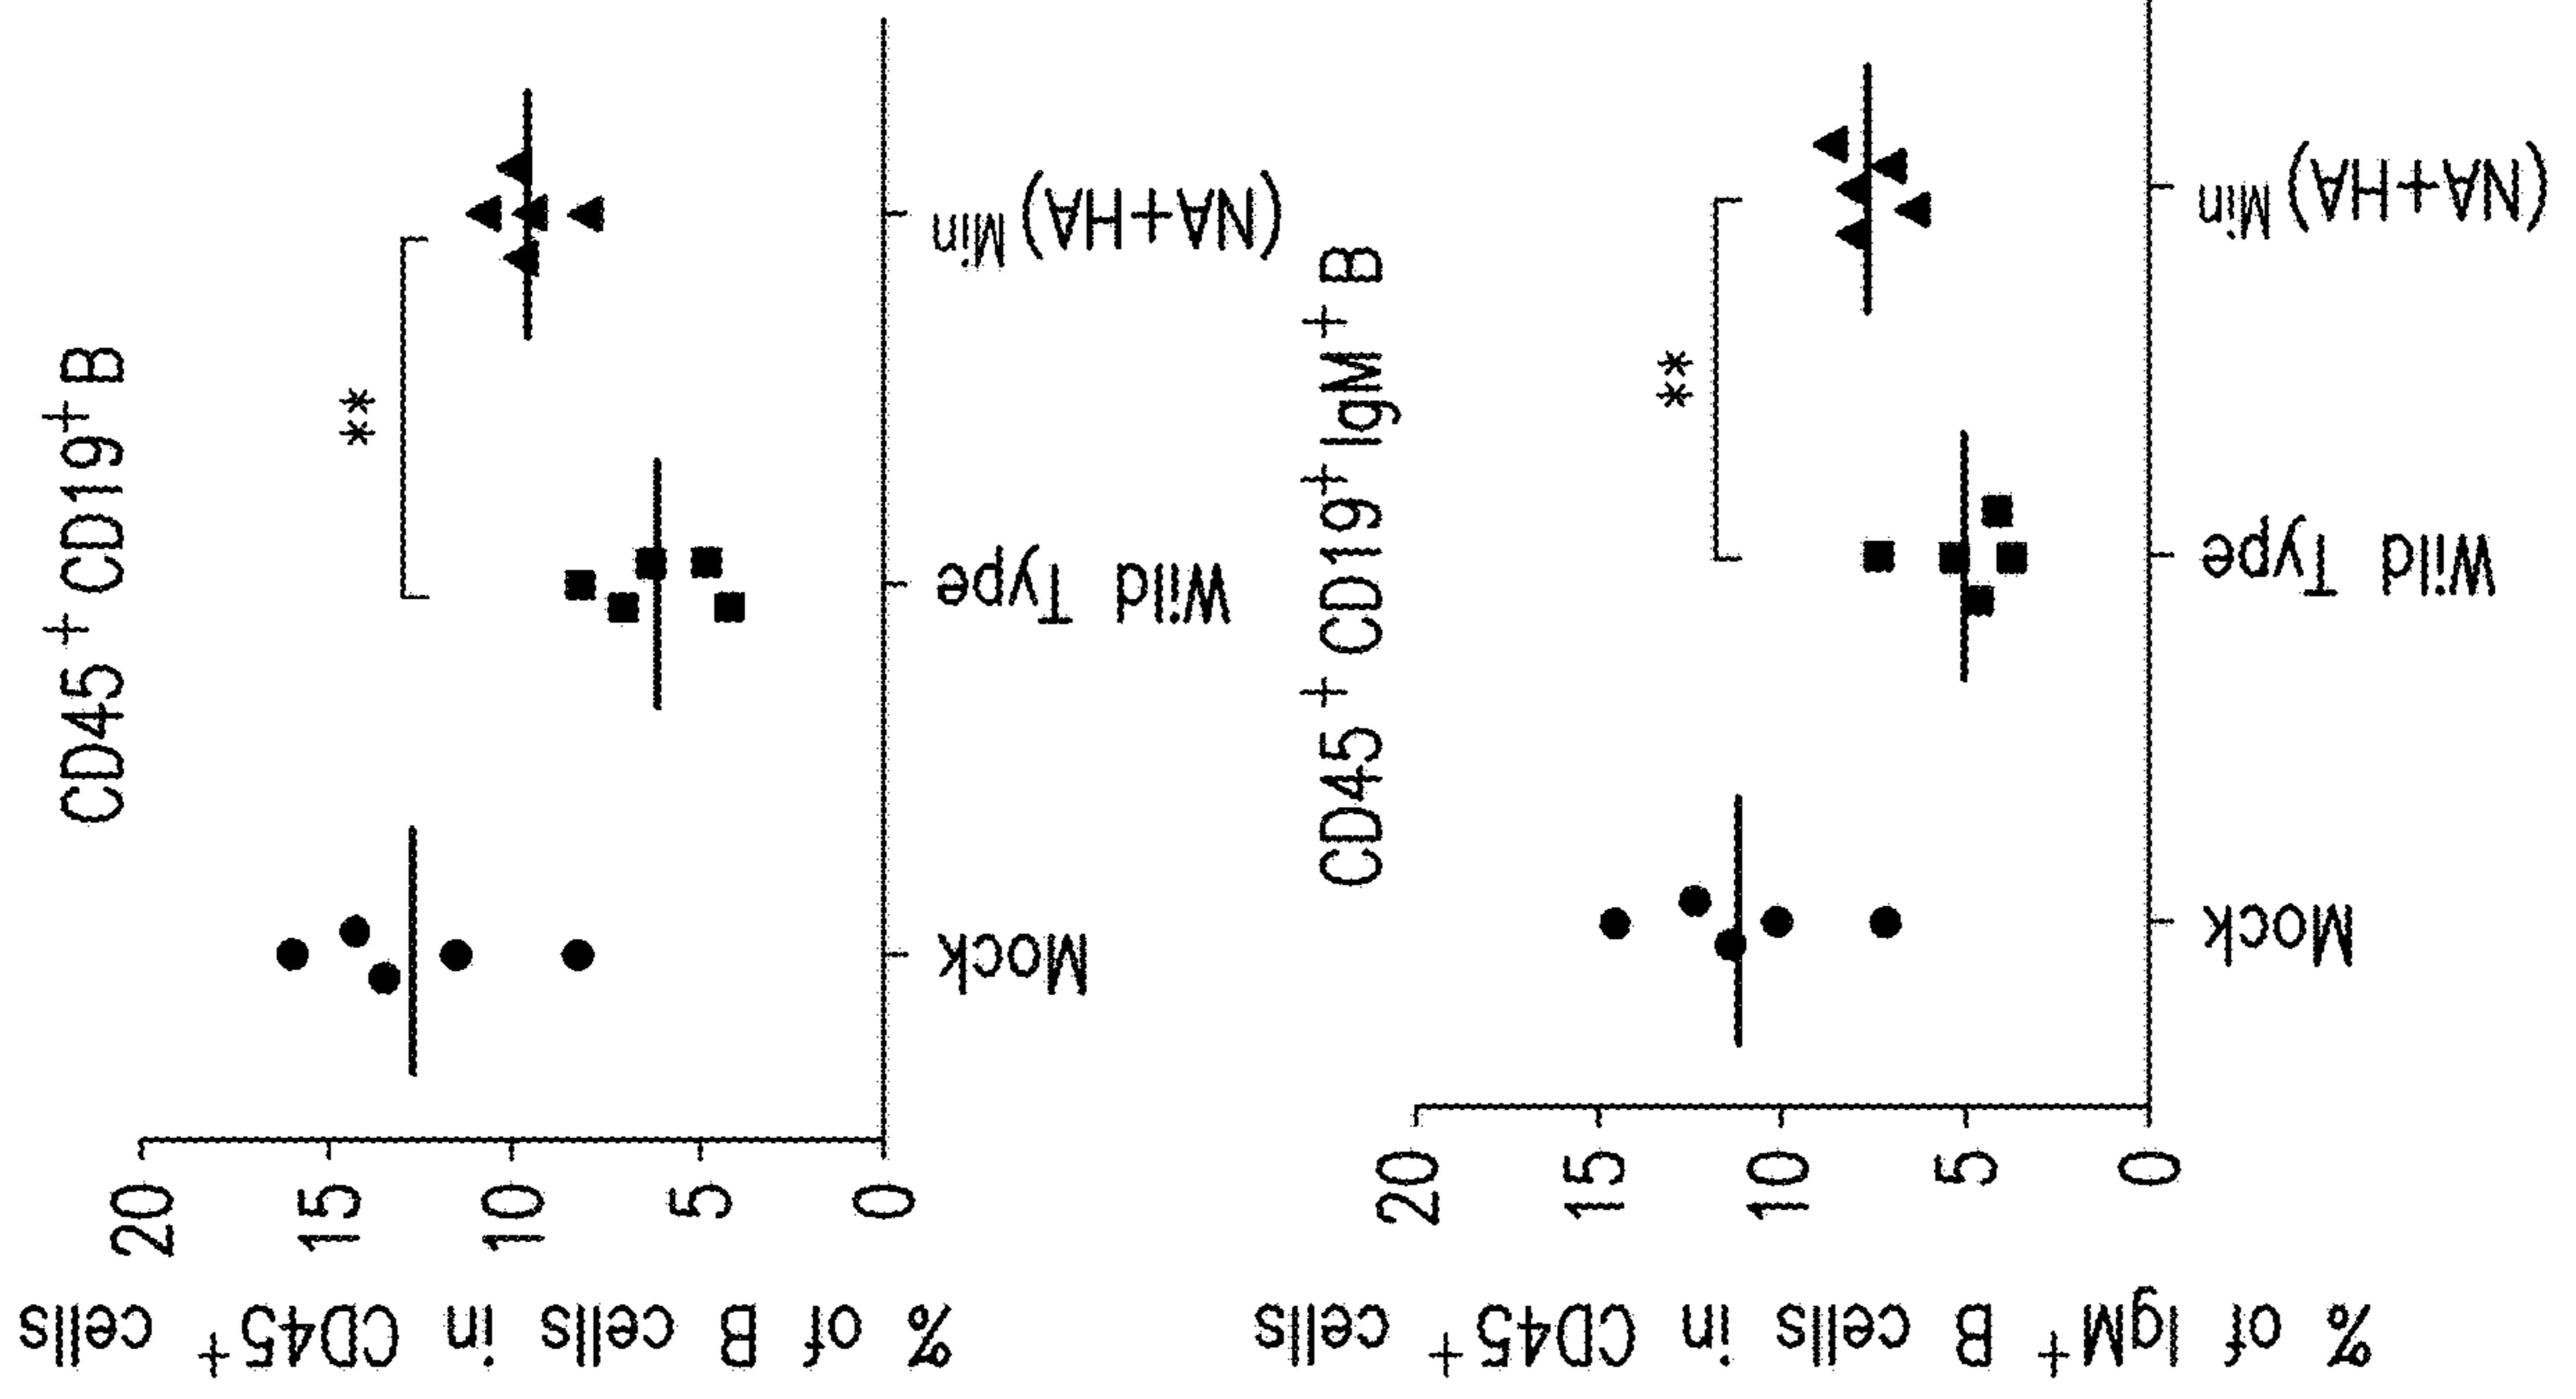 CD45+ CD19+ B
% of B cells in CD45+ cells
20
15
10
5
0
**
Mock
Wild Type
(NA+HA) Min
CD45+ CD19+ IgM+ B
% of IgM+ B cells in CD45+ cells
20
15
10
5
0
**
Mock
Wild Type
(NA+HA) Min